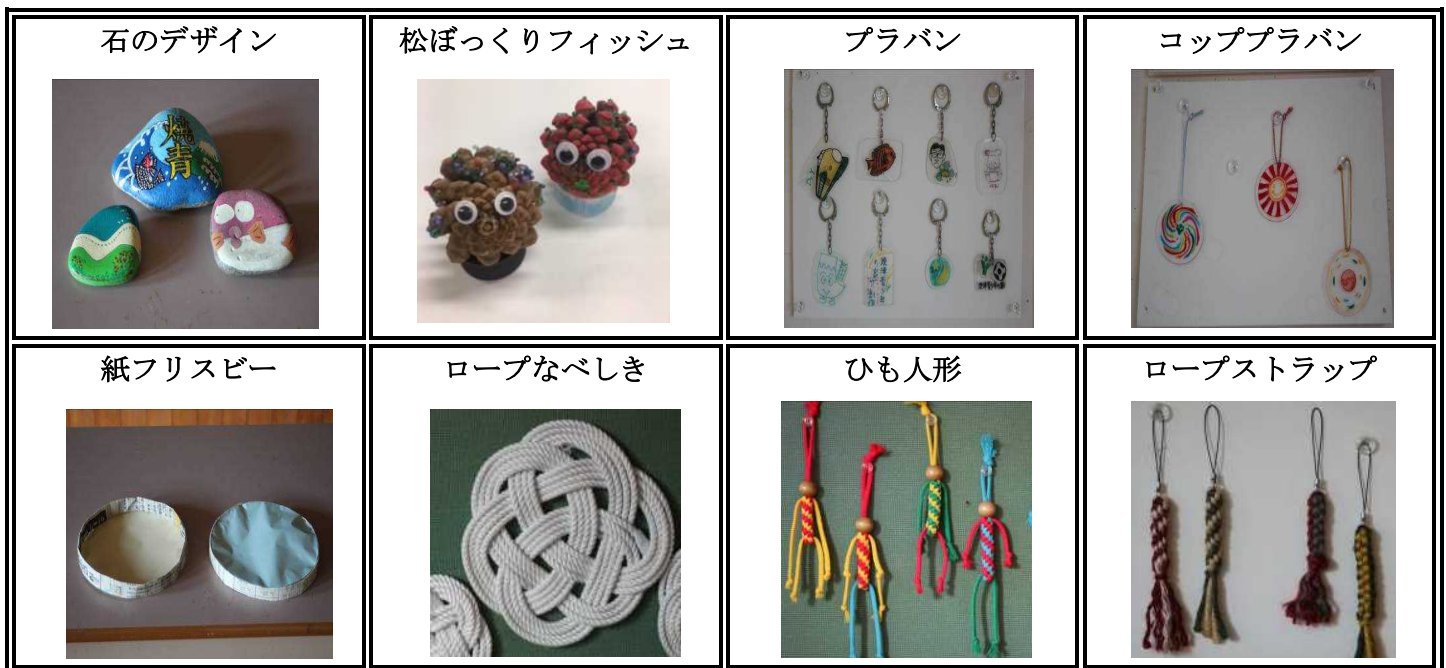 石のデザイン
松ぼっくりフィッシュ
プラバン
コッププラバン
焼青
紙フリスビー
ロープなべしき
ひも人形
ロープストラップ